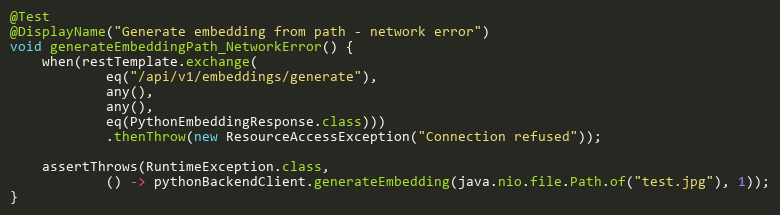 @Test
@DisplayName("Generate embedding from path - network error")
void generateEmbeddingPath_NetworkError() {
    when(restTemplate.exchange(
            eq("/api/v1/embeddings/generate"),
            any(),
            any(),
            eq(PythonEmbeddingResponse.class)))
            .thenThrow(new ResourceAccessException("Connection refused"));

    assertThrows(RuntimeException.class,
            () -> pythonBackendClient.generateEmbedding(java.nio.file.Path.of("test.jpg"), 1));
}